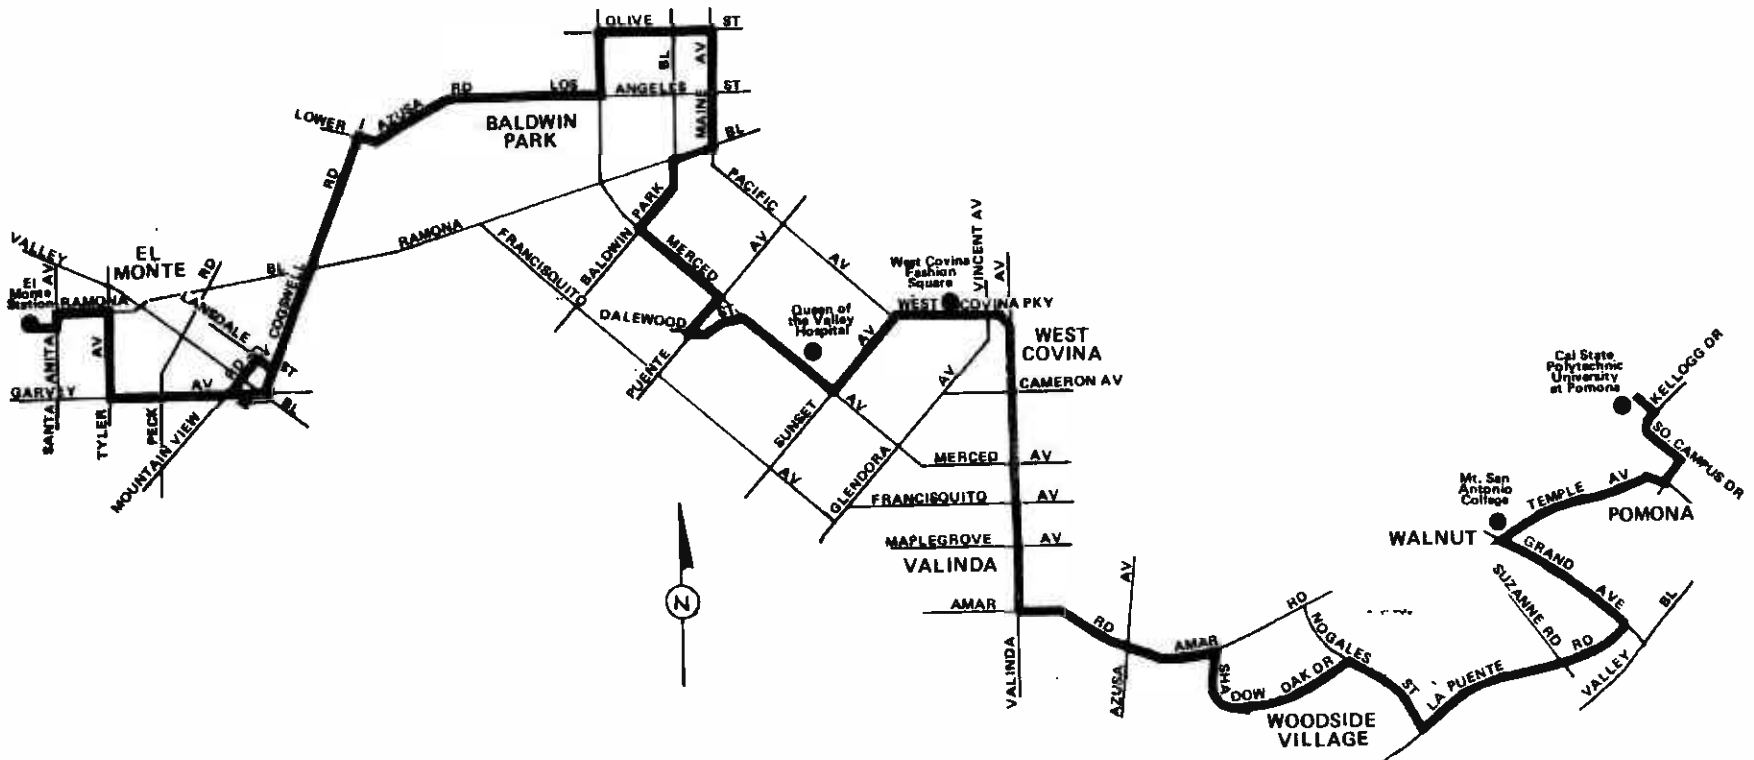 OLIVE ST
BL
AV
LOS ANGELES ST
MAINE
LOWER AZUSA RD
BALDWIN
PARK
BL
RD
PACIFIC AV
PARK
BALDWIN
MERCED
AV
RAMONA
FRANCISQUITO
VALLEY
EL
MONTE
RD
BL
AV
El
Monte
Station
RAMONA
LANSDALE
COGSWELL
AV
RD
ST
GARVEY
AV
BL
SANTA ANITA
TYLER
PECK
MOUNTAIN VIEW
DALEWOOD
ST
PUENTE
Queen of
the Valley
Hospital
AV
SUNSET
AV
AV
West Covina
Fashion
Square
VINCENT AV
AV
WEST COVINA PKY
WEST
COVINA
CAMERON AV
AV
GLENDORA
MERCED AV
FRANCISQUITO AV
MAPLEGROVE AV
VALINDA
N
AMAR RD
VALINDA
AV
AZUSA
AMAR
RD
SHADOW OAK DR
NOGALES ST
WOODSIDE
VILLAGE
LA PUENTE RD
SUZANNE RD
VALLEY BL
GRAND AVE
WALNUT
Mt. San
Antonio
College
TEMPLE AV
POMONA
Cal State
Polytechnic
University
at Pomona
KELLOGG DR
SO. CAMPUS DR